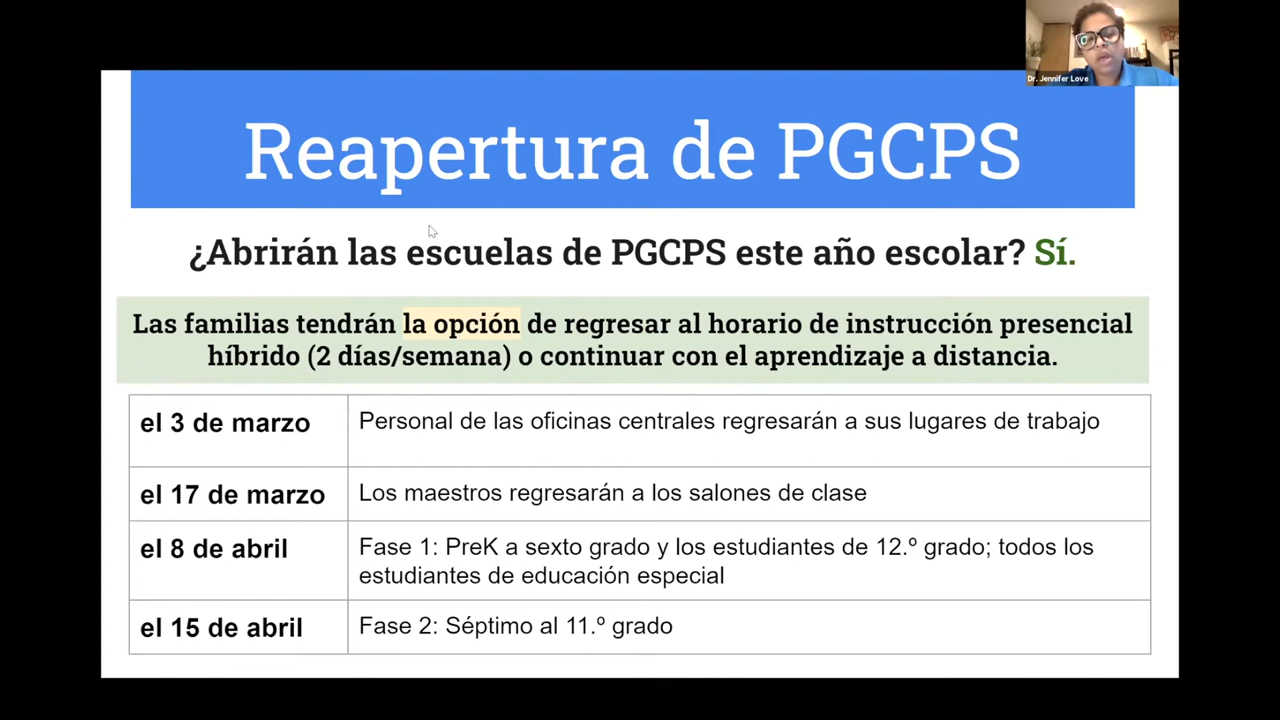 Dr. Jennifer Love
Reapertura de PGCPS
¿Abrirán las escuelas de PGCPS este año escolar? Sí.
Las familias tendrán la opción de regresar al horario de instrucción presencial
híbrido (2 días/semana) o continuar con el aprendizaje a distancia.
el 3 de marzo Personal de las oficinas centrales regresarán a sus lugares de trabajo
el 17 de marzo Los maestros regresarán a los salones de clase
el 8 de abril Fase 1: PreK a sexto grado y los estudiantes de 12.º grado; todos los
estudiantes de educación especial
el 15 de abril Fase 2: Séptimo al 11.º grado